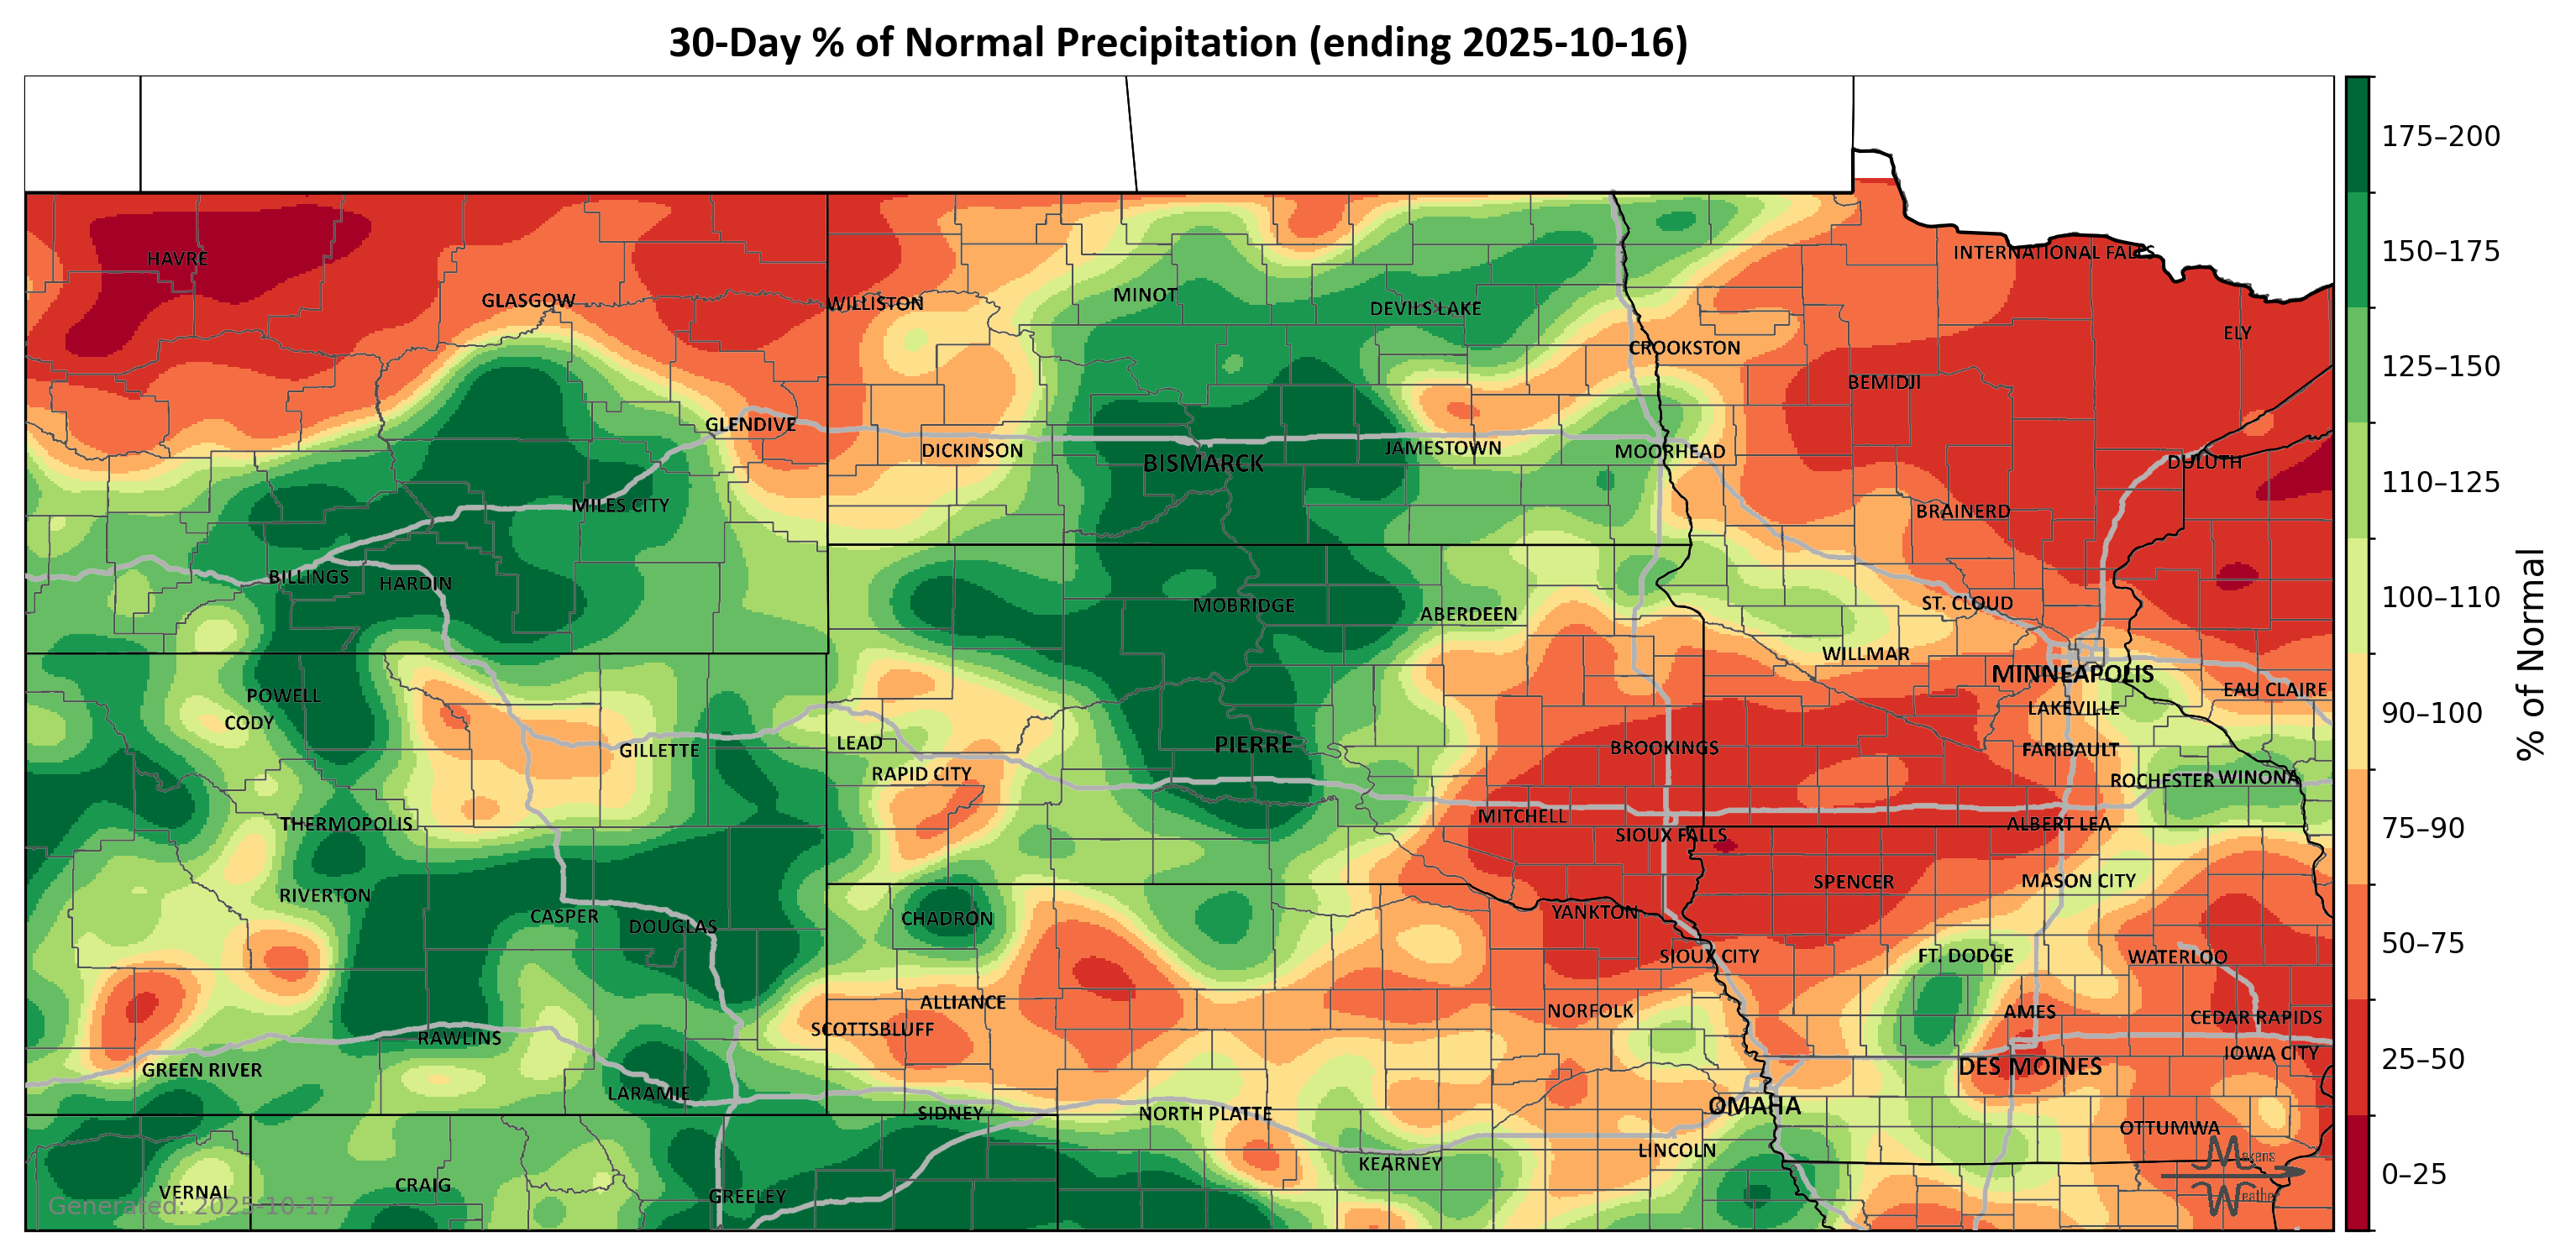 30-Day % of Normal Precipitation (ending 2025-10-16)
175–200
150–175
125–150
110–125
100–110
90–100
75–90
50–75
25–50
0–25
% of Normal
HAVRE
INTERNATIONAL FALLS
GLASGOW
WILLISTON
MINOT
DEVILS LAKE
ELY
CROOKSTON
BEMIDJI
GLENDIVE
DICKINSON
BISMARCK
JAMESTOWN
MOORHEAD
DULUTH
MILES CITY
BRAINERD
BILLINGS
HARDIN
MOBRIDGE
ABERDEEN
ST. CLOUD
WILLMAR
MINNEAPOLIS
POWELL
CODY
EAU CLAIRE
LAKEVILLE
GILLETTE
LEAD
PIERRE
BROOKINGS
FARIBAULT
RAPID CITY
ROCHESTER
WINONA
THERMOPOLIS
MITCHELL
SIOUX FALLS
ALBERT LEA
RIVERTON
SPENCER
MASON CITY
CASPER
DOUGLAS
CHADRON
YANKTON
SIOUX CITY
FT. DODGE
WATERLOO
ALLIANCE
NORFOLK
AMES
CEDAR RAPIDS
SCOTTSBLUFF
RAWLINS
IOWA CITY
GREEN RIVER
DES MOINES
LARAMIE
SIDNEY
NORTH PLATTE
OMAHA
OTTUMWA
KEARNEY
LINCOLN
VERNAL
CRAIG
GREELEY
Generated: 2025-10-17
Makens
Weather